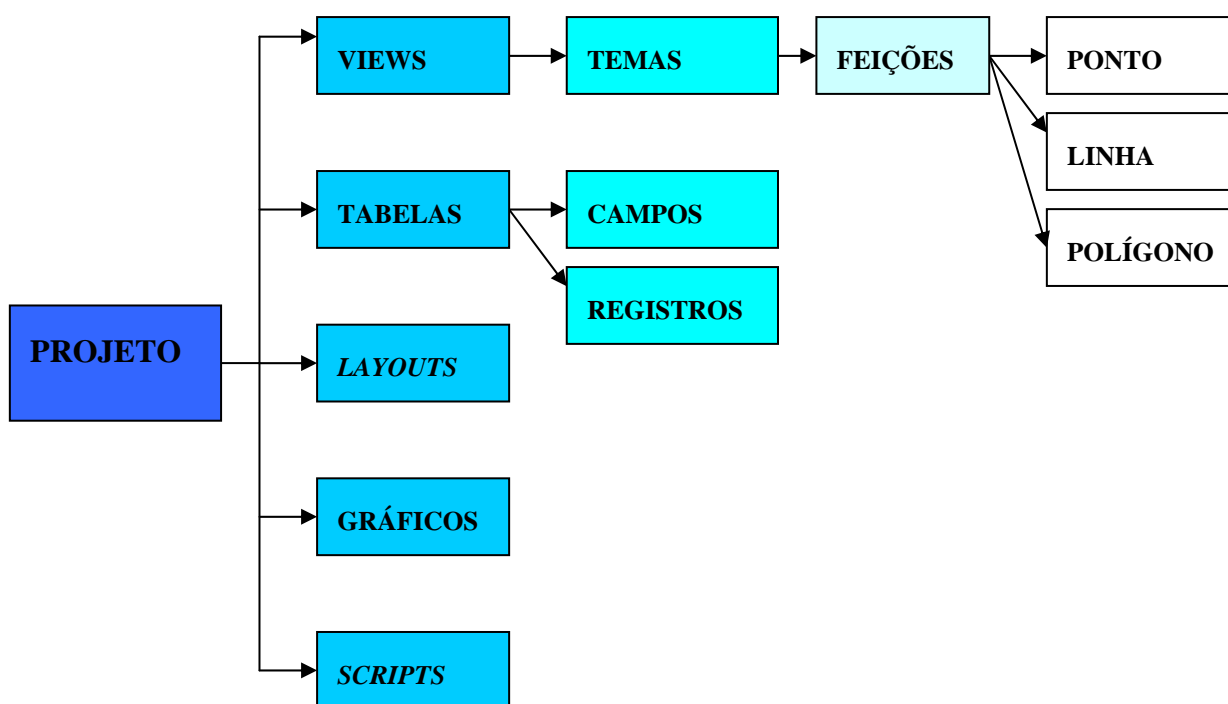 VIEWS
TEMAS
FEIÇÕES
PONTO
LINHA
POLÍGONO
TABELAS
CAMPOS
REGISTROS
PROJETO
LAYOUTS
GRÁFICOS
SCRIPTS